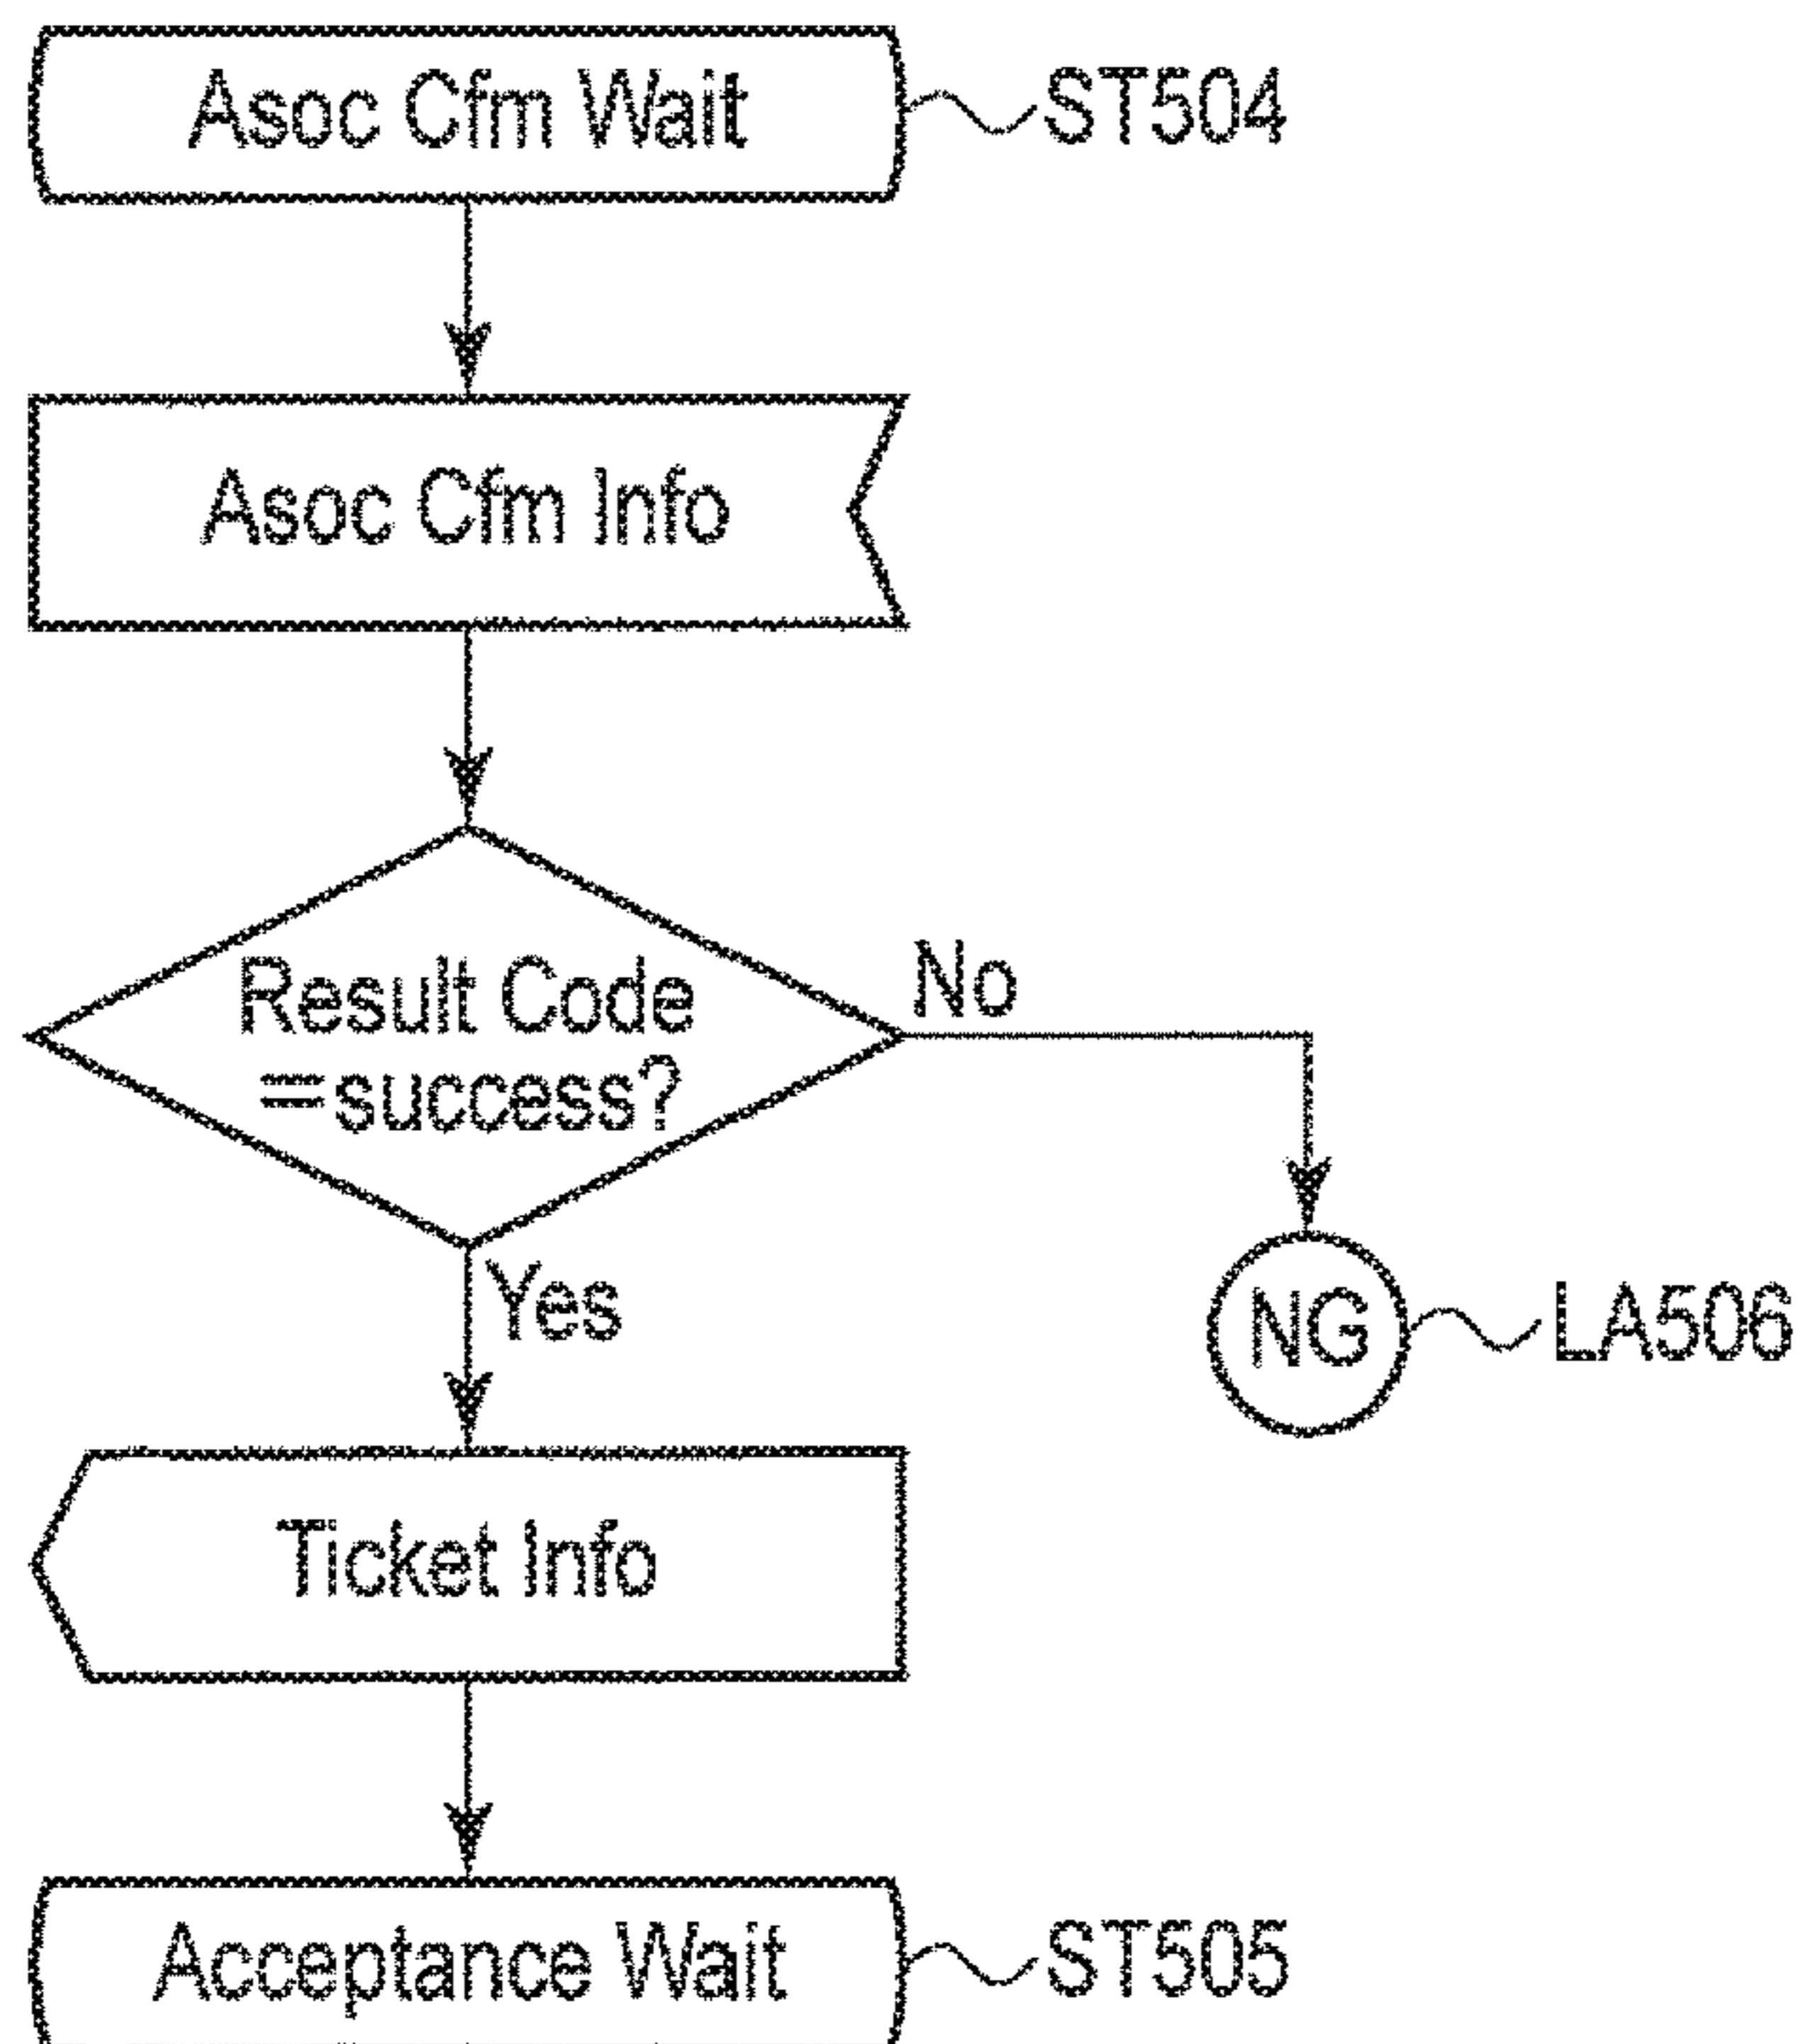 Asoc Cfm Wait
ST504
Asoc Cfm Info
Result Code
=success?
No
Yes
NG
LA506
Ticket Info
Acceptance Wait
ST505